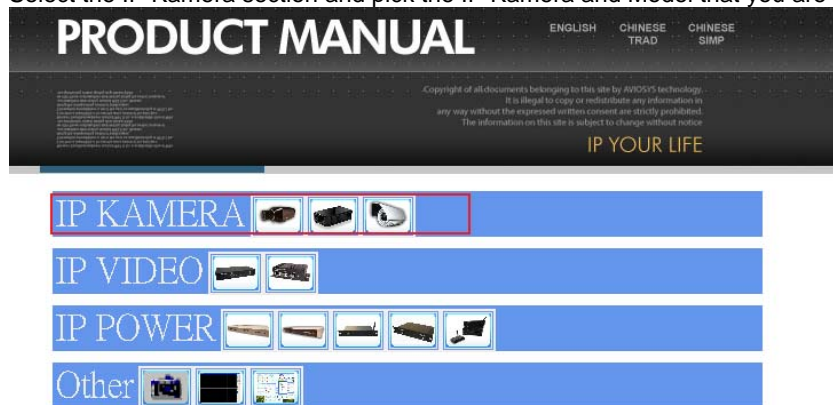 Select the IP Kamera section and pick the IP Kamera and Model that you are
PRODUCT MANUAL
ENGLISH CHINESE TRAD CHINESE SIMP
Copyright of all documents belonging to this site by AVIOSYS technology.
It is illegal to copy or redistribute any information in
any way without the expressed written consent are strictly prohibited.
The information on this site is subject to change without notice
IP YOUR LIFE
IP KAMERA
IP VIDEO
IP POWER
Other